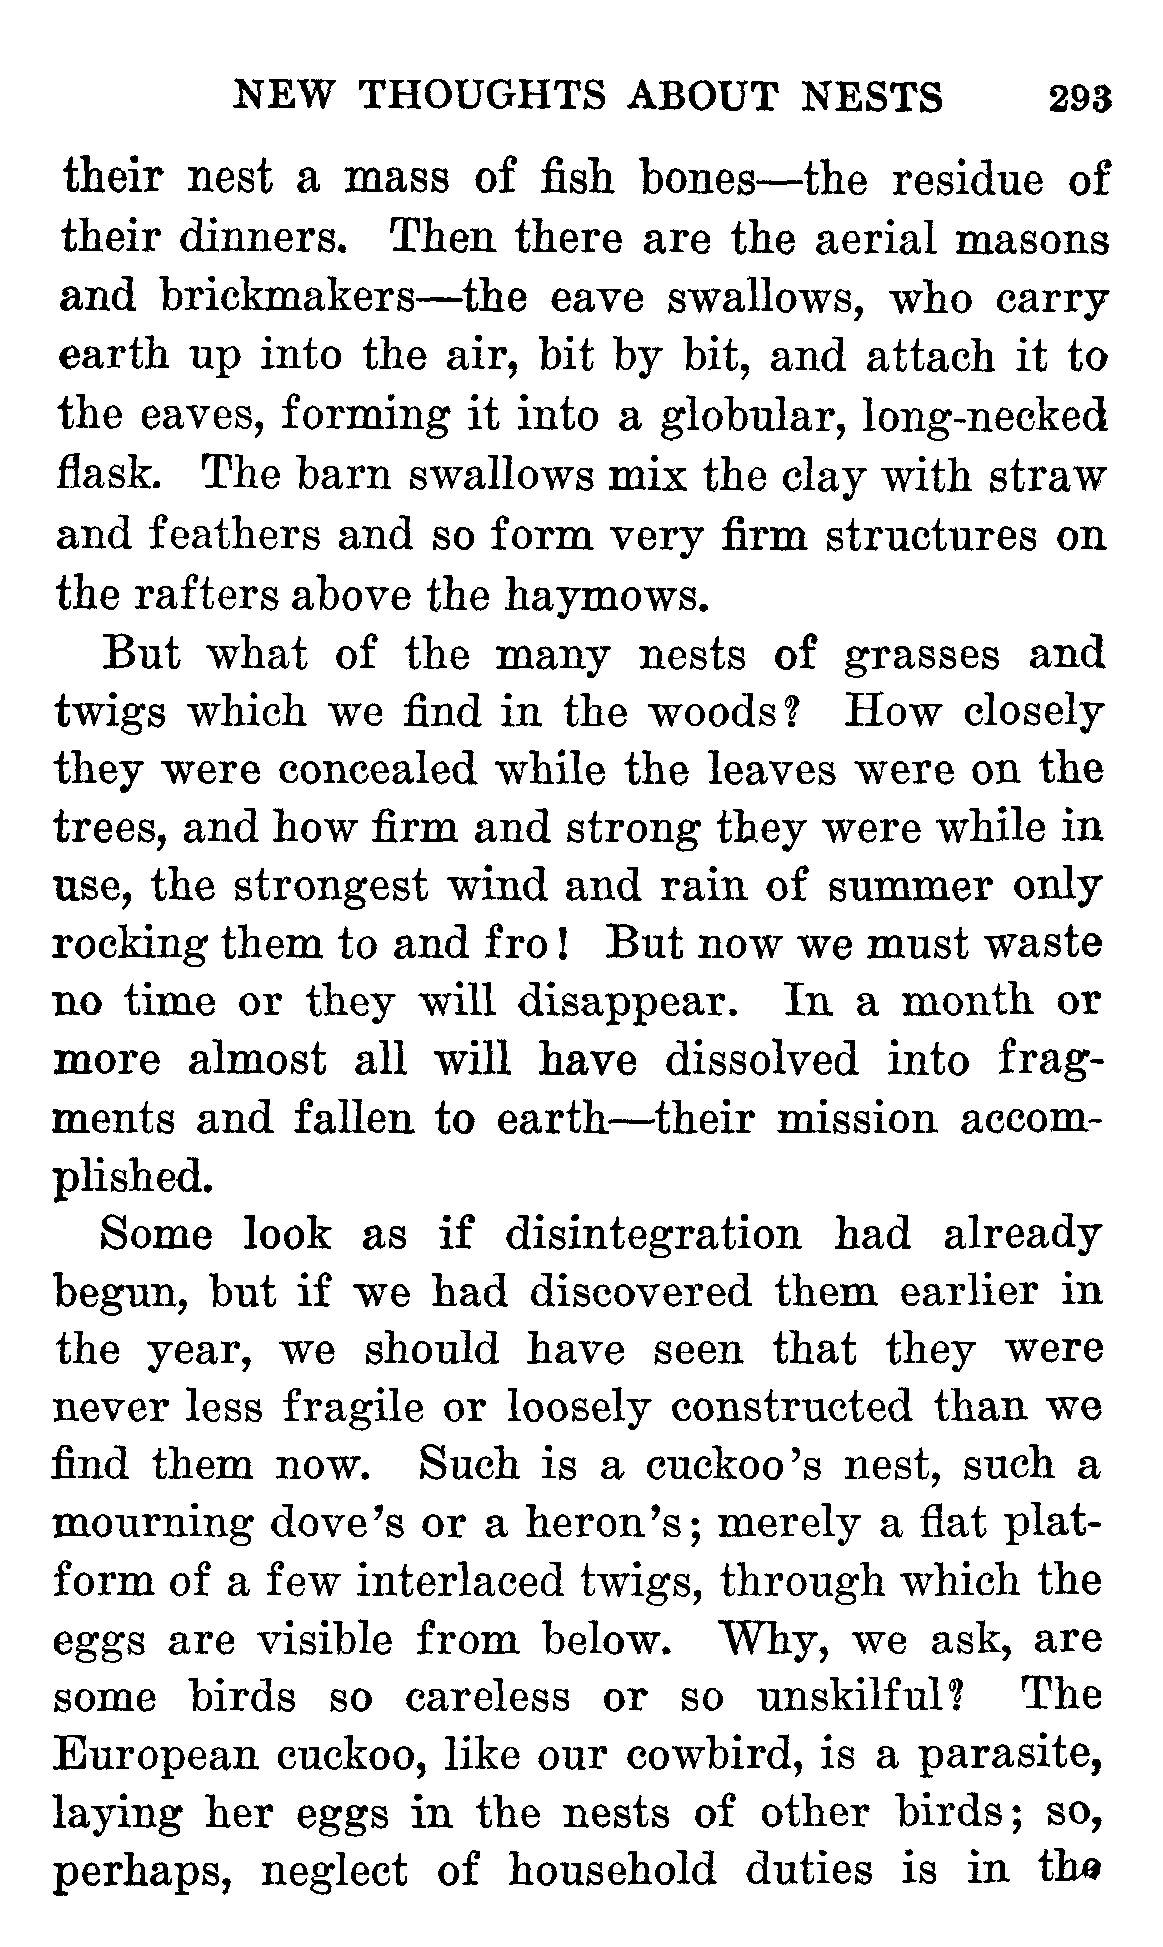 NEW THOUGHTS ABOUT NESTS 293
their nest a mass of fish bones—the residue of
their dinners. Then there are the aerial masons
and brickmakers—the eave swallows, who carry
earth up into the air, bit by bit, and attach it to
the eaves, forming it into a globular, long-necked
flask. The barn swallows mix the clay with straw
and feathers and so form very firm structures on
the rafters above the haymows.
But what of the many nests of grasses and
twigs which we find in the woods? How closely
they were concealed while the leaves were on the
trees, and how firm and strong they were while in
use, the strongest wind and rain of summer only
rocking them to and fro! But now we must waste
no time or they will disappear. In a month or
more almost all will have dissolved into frag-
ments and fallen to earth—their mission accom-
plished.
Some look as if disintegration had already
begun, but if we had discovered them earlier in
the year, we should have seen that they were
never less fragile or loosely constructed than we
find them now. Such is a cuckoo's nest, such a
mourning dove's or a heron's; merely a flat plat-
form of a few interlaced twigs, through which the
eggs are visible from below. Why, we ask, are
some birds so careless or so unskilful? The
European cuckoo, like our cowbird, is a parasite,
laying her eggs in the nests of other birds; so,
perhaps, neglect of household duties is in the